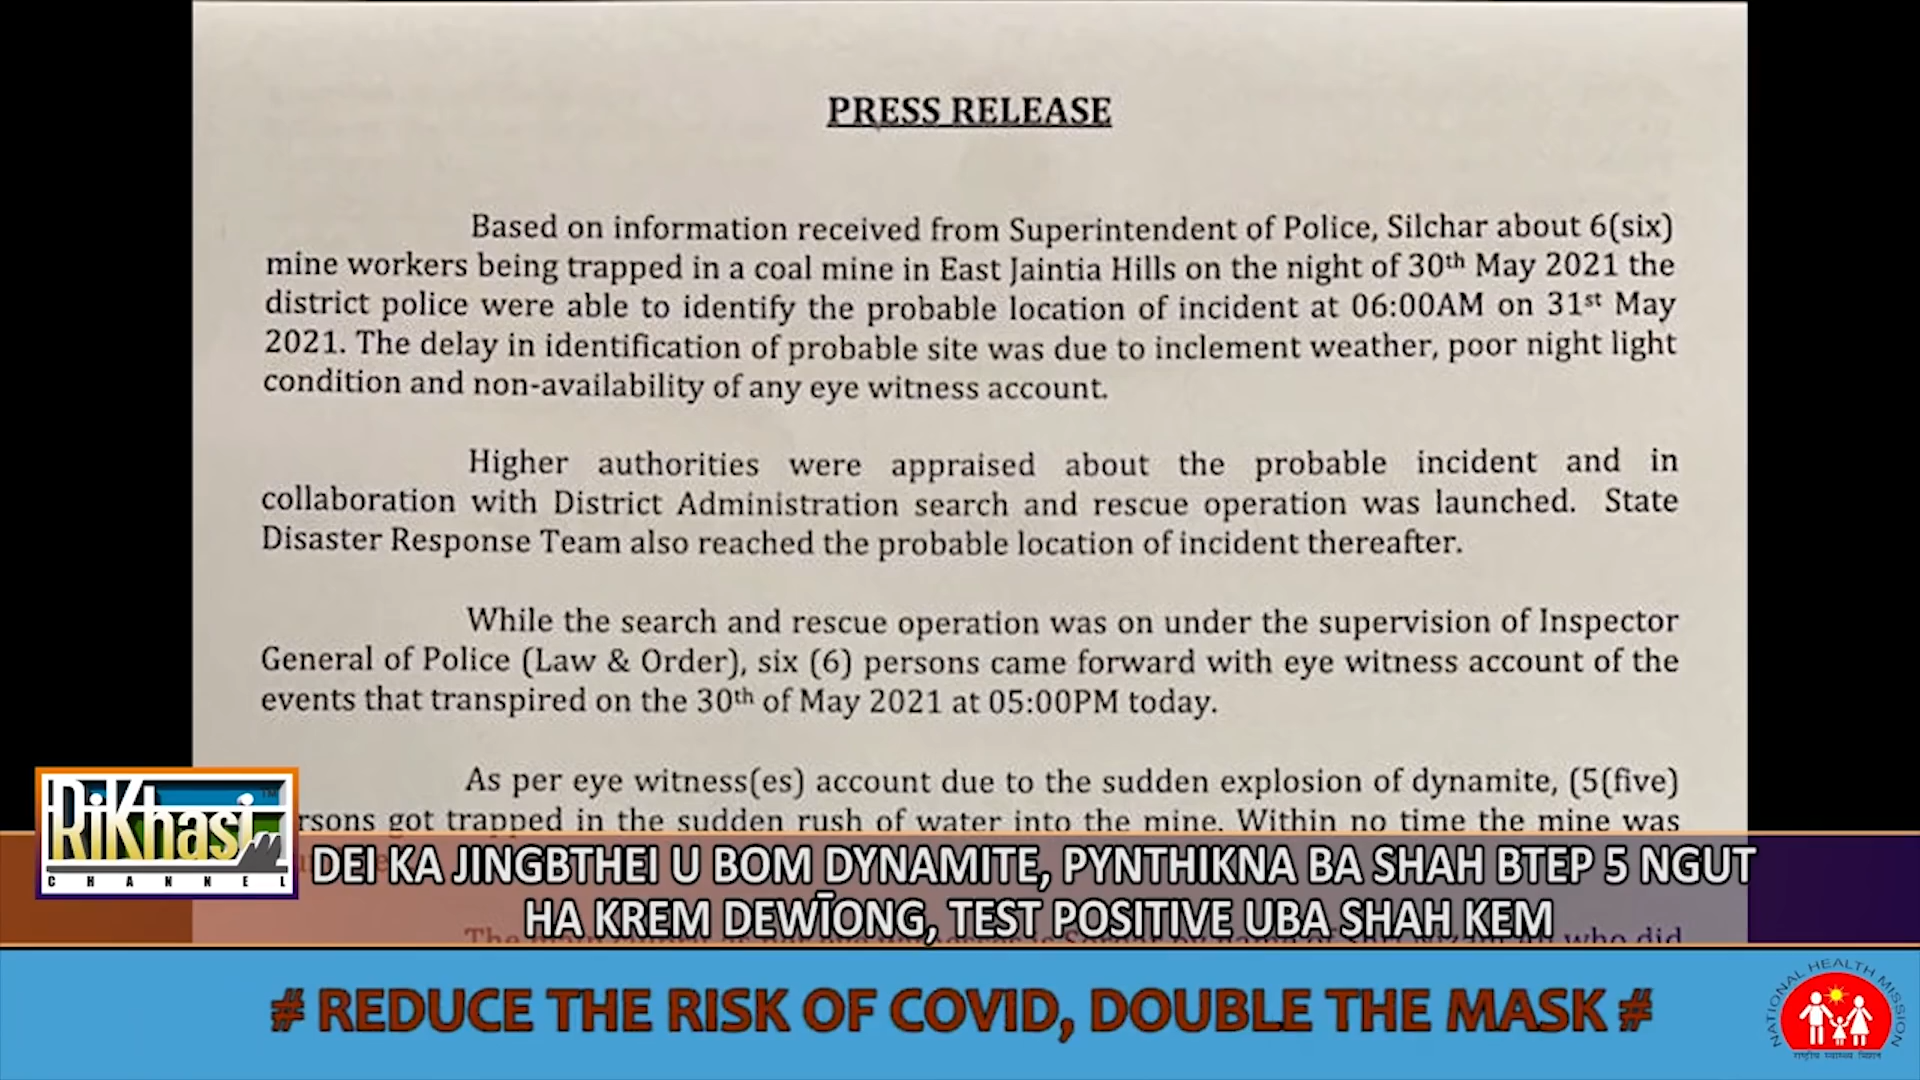 PRESS RELEASE
Based on information received from Superintendent of Police, Silchar about 6(six)
mine workers being trapped in a coal mine in East Jaintia Hills on the night of 30th May 2021 the
district police were able to identify the probable location of incident at 06:00AM on 31st May
2021. The delay in identification of probable site was due to inclement weather, poor night light
condition and non-availability of any eye witness account.
Higher authorities were appraised about the probable incident and in
collaboration with District Administration search and rescue operation was launched. State
Disaster Response Team also reached the probable location of incident thereafter.
While the search and rescue operation was on under the supervision of Inspector
General of Police (Law & Order), six (6) persons came forward with eye witness account of the
events that transpired on the 30th of May 2021 at 05:00PM today.
As per eye witness(es) account due to the sudden explosion of dynamite, (5(five)
rsons got trapped in the sudden rush of water into the mine. Within no time the mine was
RiKhasi
CHANNEL
DEI KA JINGBTHEI U BOM DYNAMITE, PYNTHIKNA BA SHAH BTEP 5 NGUT
HA KREM DEWĪONG, TEST POSITIVE UBA SHAH KEM
who did
# REDUCE THE RISK OF COVID, DOUBLE THE MASK #
NATIONAL HEALTH MISSION
राष्ट्रीय स्वास्थ्य मिशन